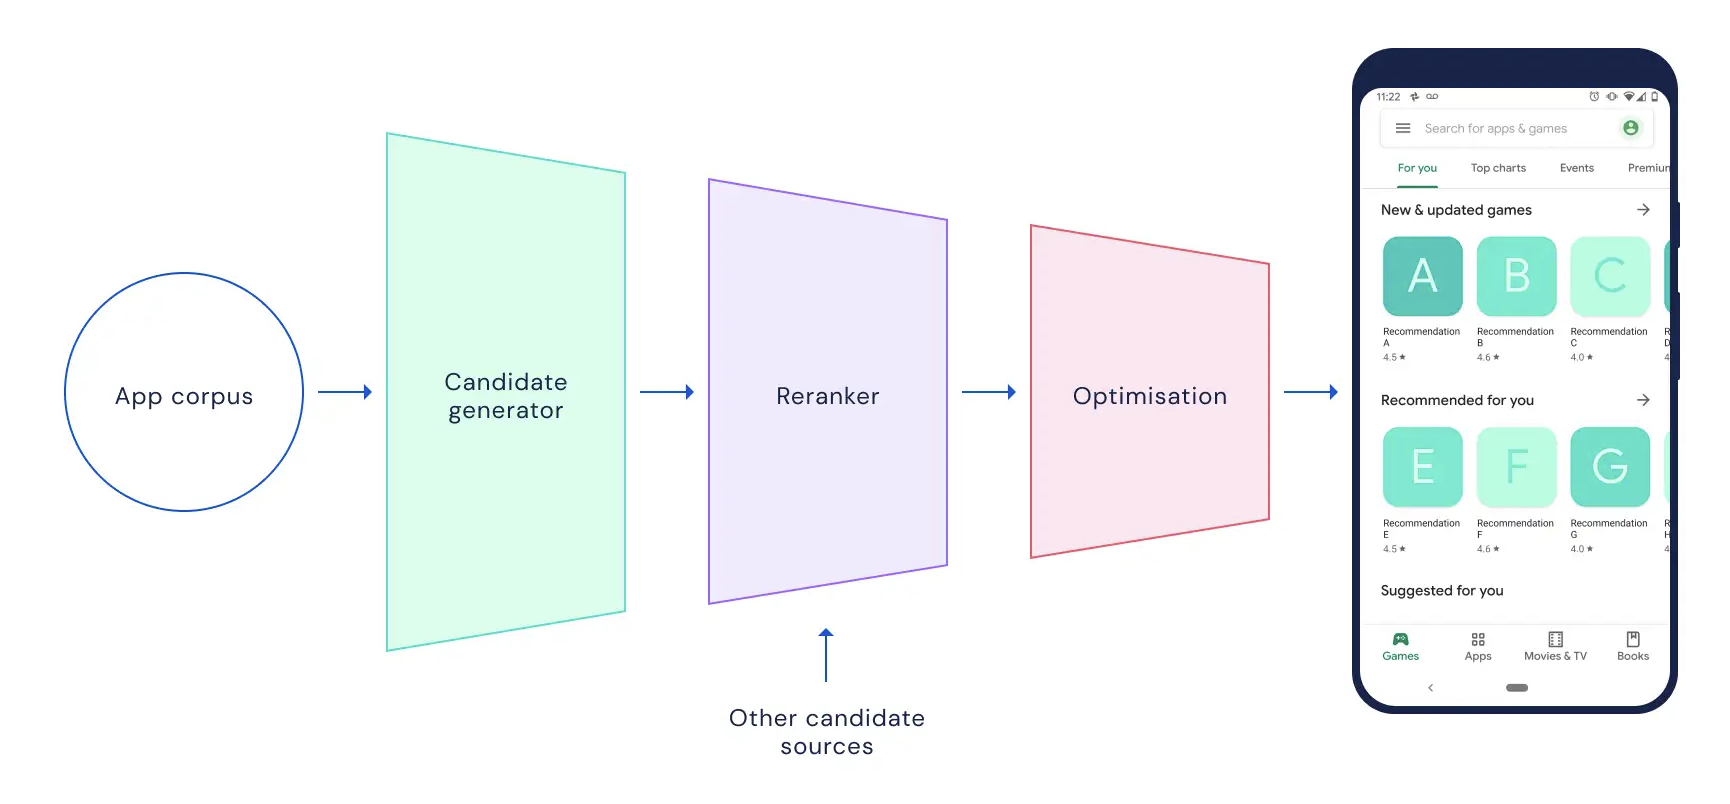 App corpus
Candidate
generator
Reranker
Optimisation
Other candidate
sources
11:22
Search for apps & games
For you
Top charts
Events
Premium
New & updated games
A
B
C
Recommendation
A
4.5 ★
Recommendation
B
4.6 ★
Recommendation
C
4.0 ★
R
D
4
Recommended for you
E
F
G
Recommendation
E
4.5 ★
Recommendation
F
4.6 ★
Recommendation
G
4.0 ★
R
H
4
Suggested for you
Games
Apps
Movies & TV
Books